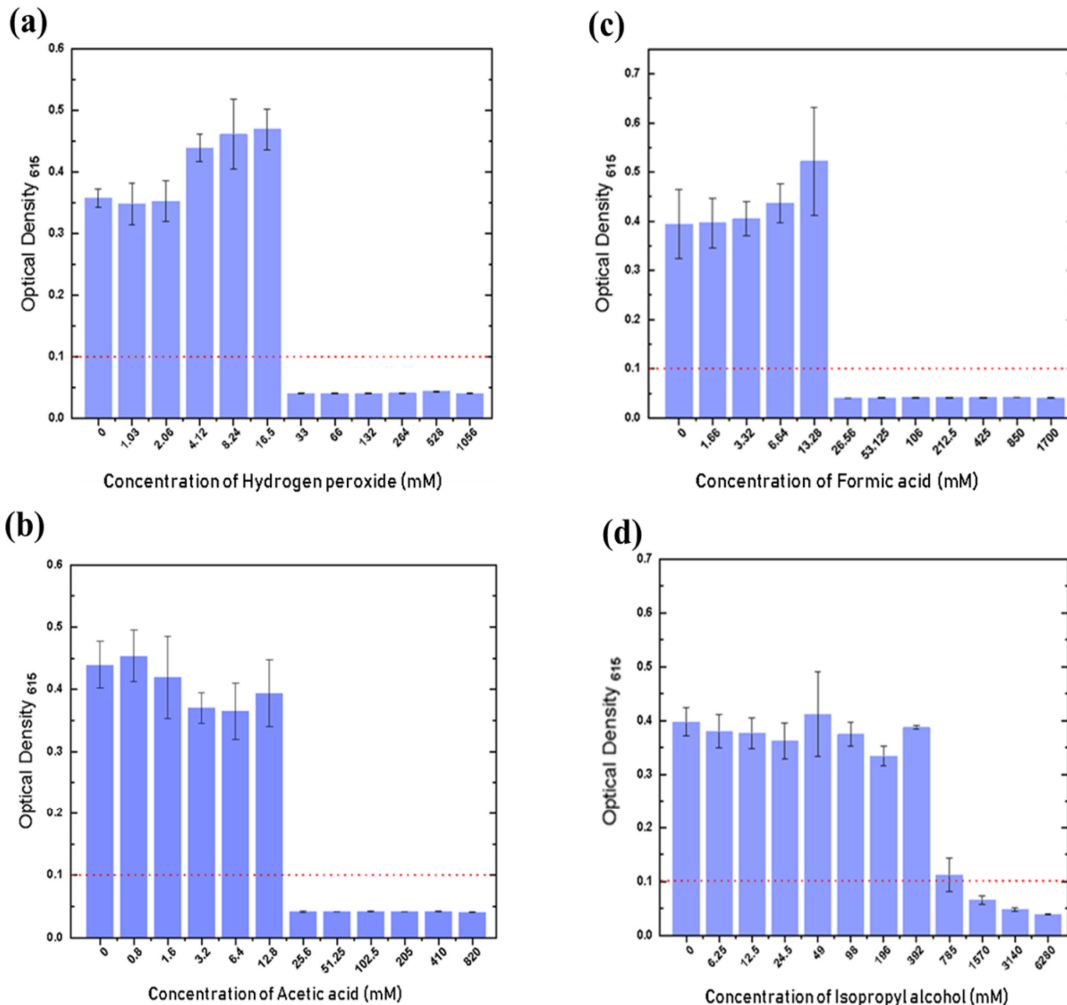 (a)
0.6
0.5
0.4
0.3
0.2
0.1
0.0
Optical Density 615
0 1.03 2.06 4.12 8.24 16.5 33 66 132 264 528 1056
Concentration of Hydrogen peroxide (mM)
(c)
0.7
0.6
0.5
0.4
0.3
0.2
0.1
0.0
Optical Density 615
0 1.66 3.32 6.64 13.28 26.56 53.125 106 212.5 425 850 1700
Concentration of Formic acid (mM)
(b)
0.6
0.5
0.4
0.3
0.2
0.1
0.0
Optical Density 615
0 0.8 1.6 3.2 6.4 12.8 25.6 51.25 102.5 205 410 820
Concentration of Acetic acid (mM)
(d)
0.7
0.6
0.5
0.4
0.3
0.2
0.1
0.0
Optical Density 615
0 6.25 12.5 24.5 49 98 196 392 785 1570 3140 6280
Concentration of Isopropyl alcohol (mM)